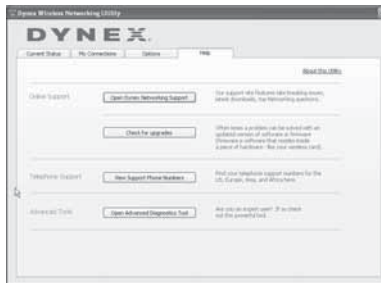 Dynex Wireless Networking Utility
DYNEX
Current Status
My Connections
Options
Help
About this Utility
Online Support
Open Dynex Networking Support
Our support site features late breaking issues,
latest downloads, top networking questions.
Check for upgrades
Often times a problem can be solved with an
updated version of software or firmware
(firmware is software that resides inside
a piece of hardware - like your wireless card).
Telephone Support
View Support Phone Numbers
Find your telephone support numbers for the
US, Europe, Asia, and Africa here.
Advanced Tools
Open Advanced Diagnostics Tool
Are you an expert user? If so check
out this powerful tool.